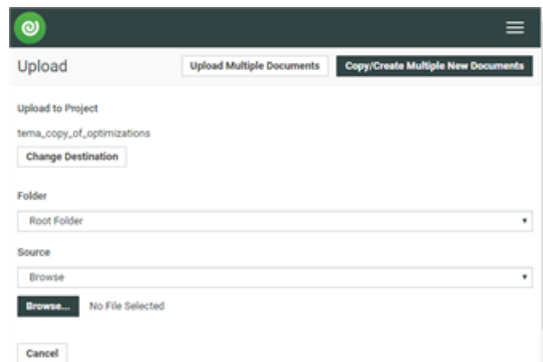 Upload
Upload Multiple Documents
Copy/Create Multiple New Documents
Upload to Project
tema_copy_of_optimizations
Change Destination
Folder
Root Folder
Source
Browse
Browse... No File Selected
Cancel